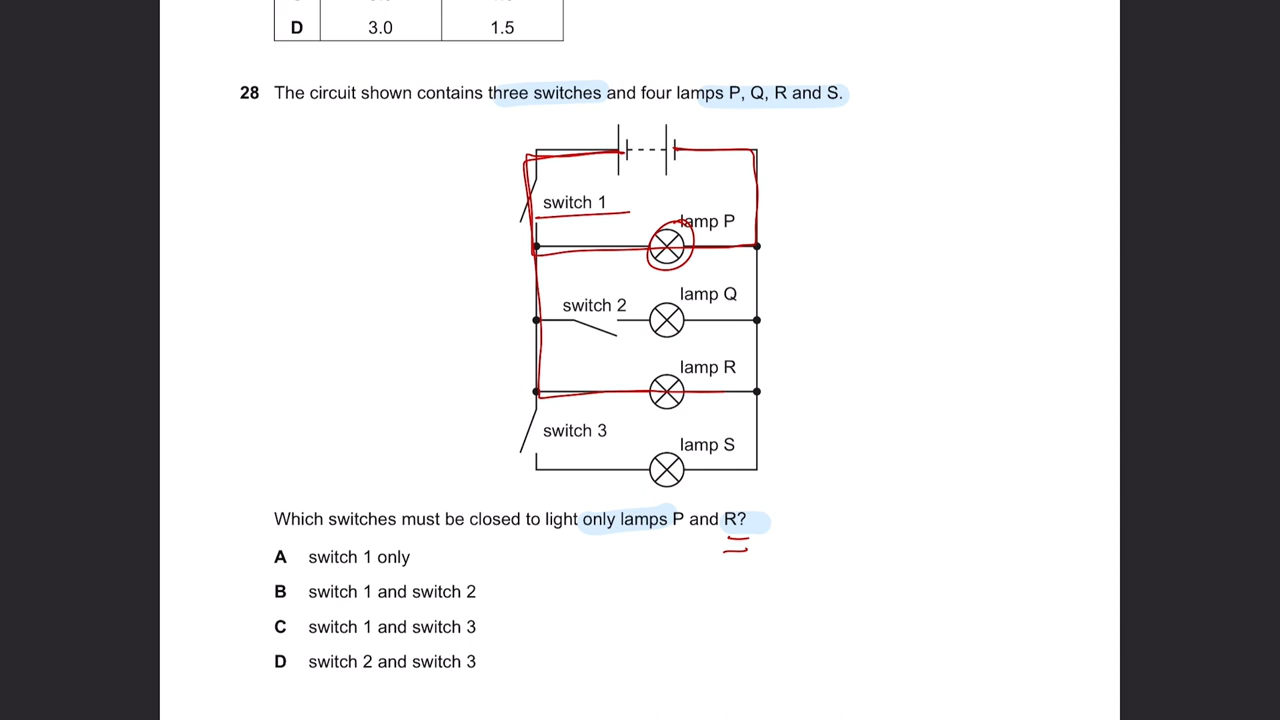 D 3.0 1.5
28 The circuit shown contains three switches and four lamps P, Q, R and S.
switch 1
lamp P
lamp Q
switch 2
lamp R
switch 3
lamp S
Which switches must be closed to light only lamps P and R?
A switch 1 only
B switch 1 and switch 2
C switch 1 and switch 3
D switch 2 and switch 3